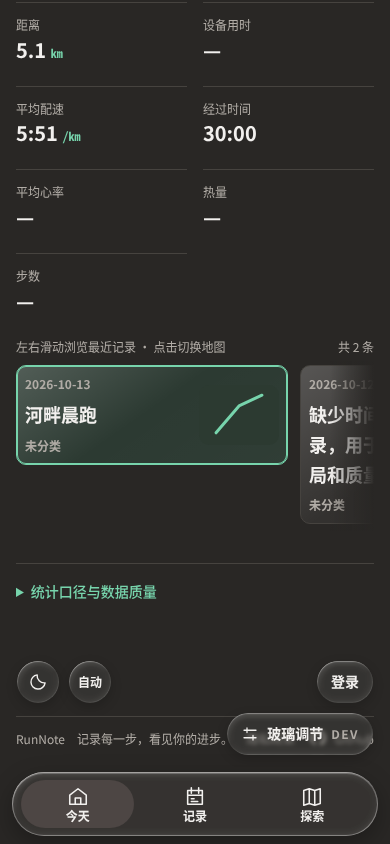 距离
设备用时
5.1 km
—
平均配速
经过时间
5:51 /km
30:00
平均心率
热量
—
—
步数
—
左右滑动浏览最近记录 · 点击切换地图
共 2 条
2026-10-13
河畔晨跑
未分类
2026-10-12
缺少时间
录，用于
局和质量
未分类
▶ 统计口径与数据质量
自动
登录
RunNote 记录每一步，看见你的进步。
玻璃调节 DEV
今天
记录
探索